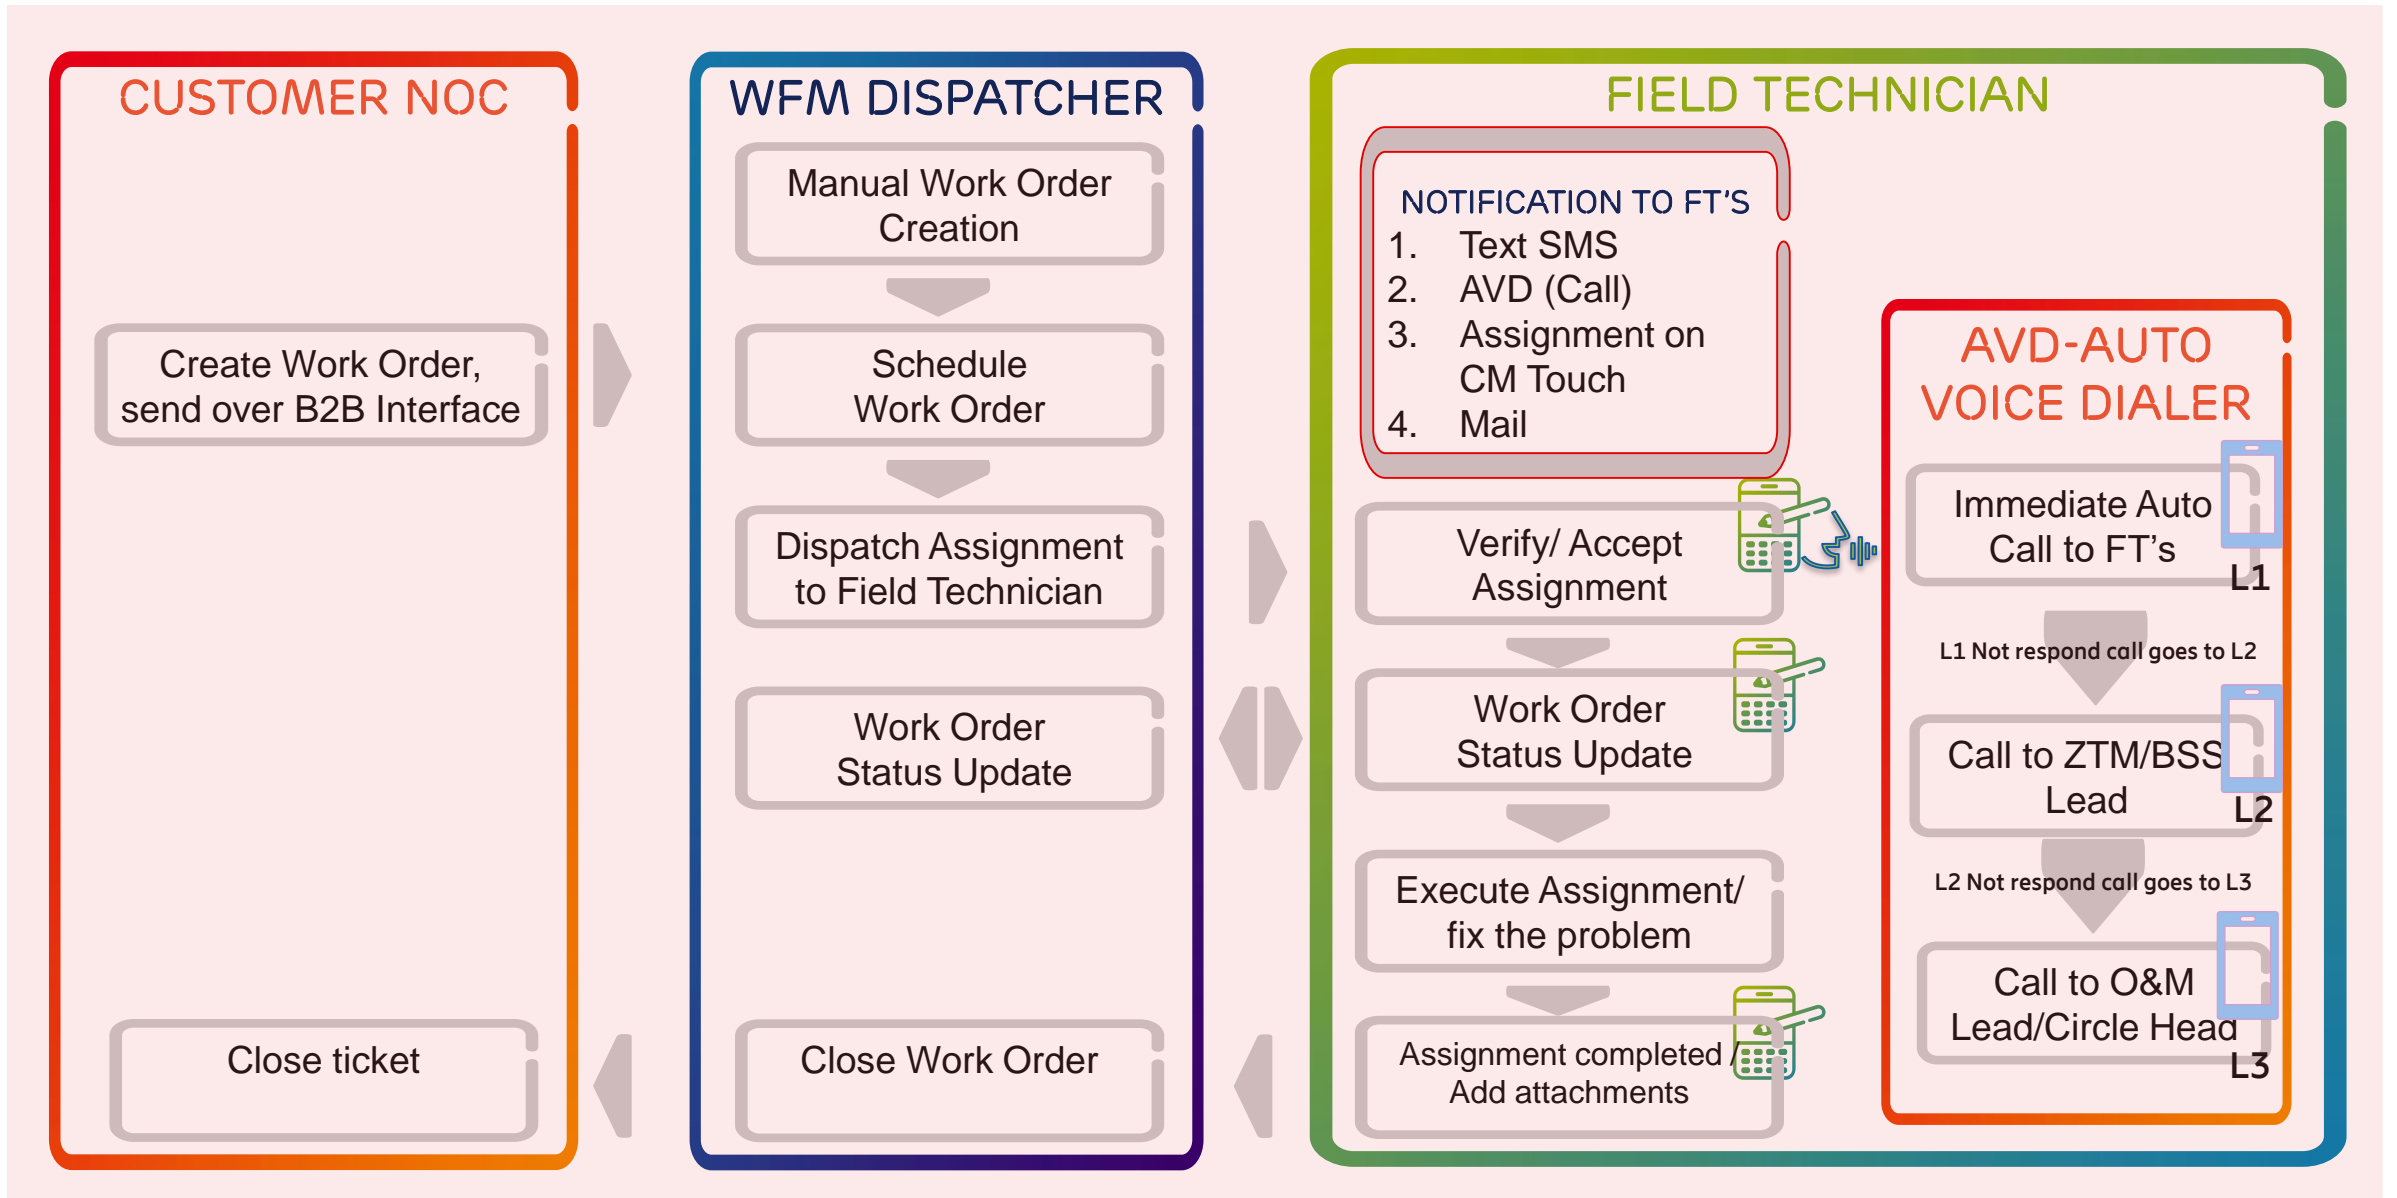 CUSTOMER NOC
Create Work Order,
send over B2B Interface
Close ticket
WFM DISPATCHER
Manual Work Order
Creation
Schedule
Work Order
Dispatch Assignment
to Field Technician
Work Order
Status Update
Close Work Order
FIELD TECHNICIAN
NOTIFICATION TO FT'S
1. Text SMS
2. AVD (Call)
3. Assignment on
CM Touch
4. Mail
Verify/ Accept
Assignment
Work Order
Status Update
Execute Assignment/
fix the problem
Assignment completed /
Add attachments
AVD-AUTO
VOICE DIALER
Immediate Auto
Call to FT's
L1
L1 Not respond call goes to L2
Call to ZTM/BSS
Lead
L2
L2 Not respond call goes to L3
Call to O&M
Lead/Circle Head
L3